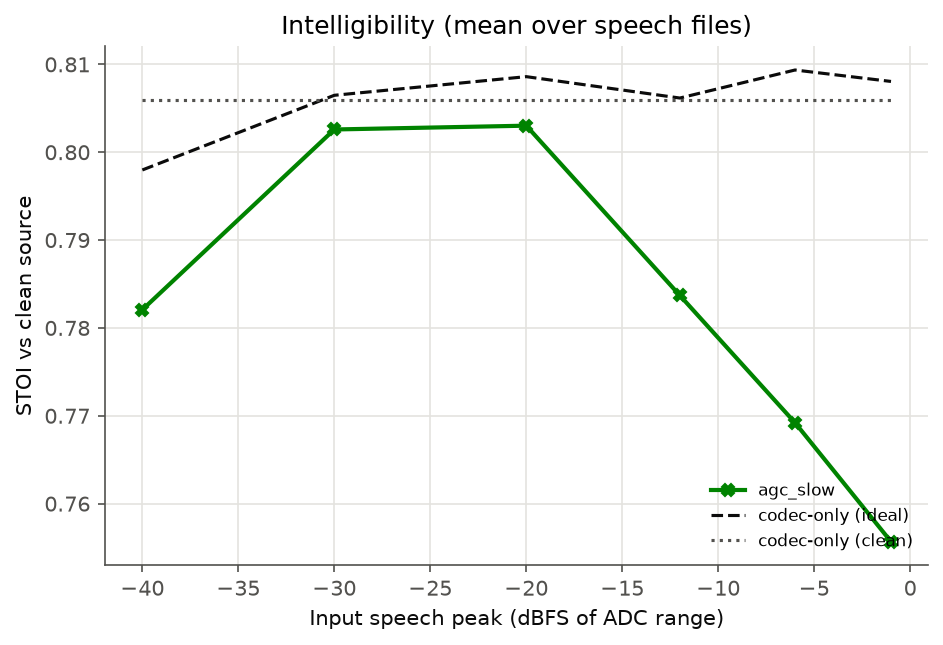 Intelligibility (mean over speech files)
STOI vs clean source
0.81
0.80
0.79
0.78
0.77
0.76
−40
−35
−30
−25
−20
−15
−10
−5
0
Input speech peak (dBFS of ADC range)
agc_slow
codec-only (ideal)
codec-only (clean)